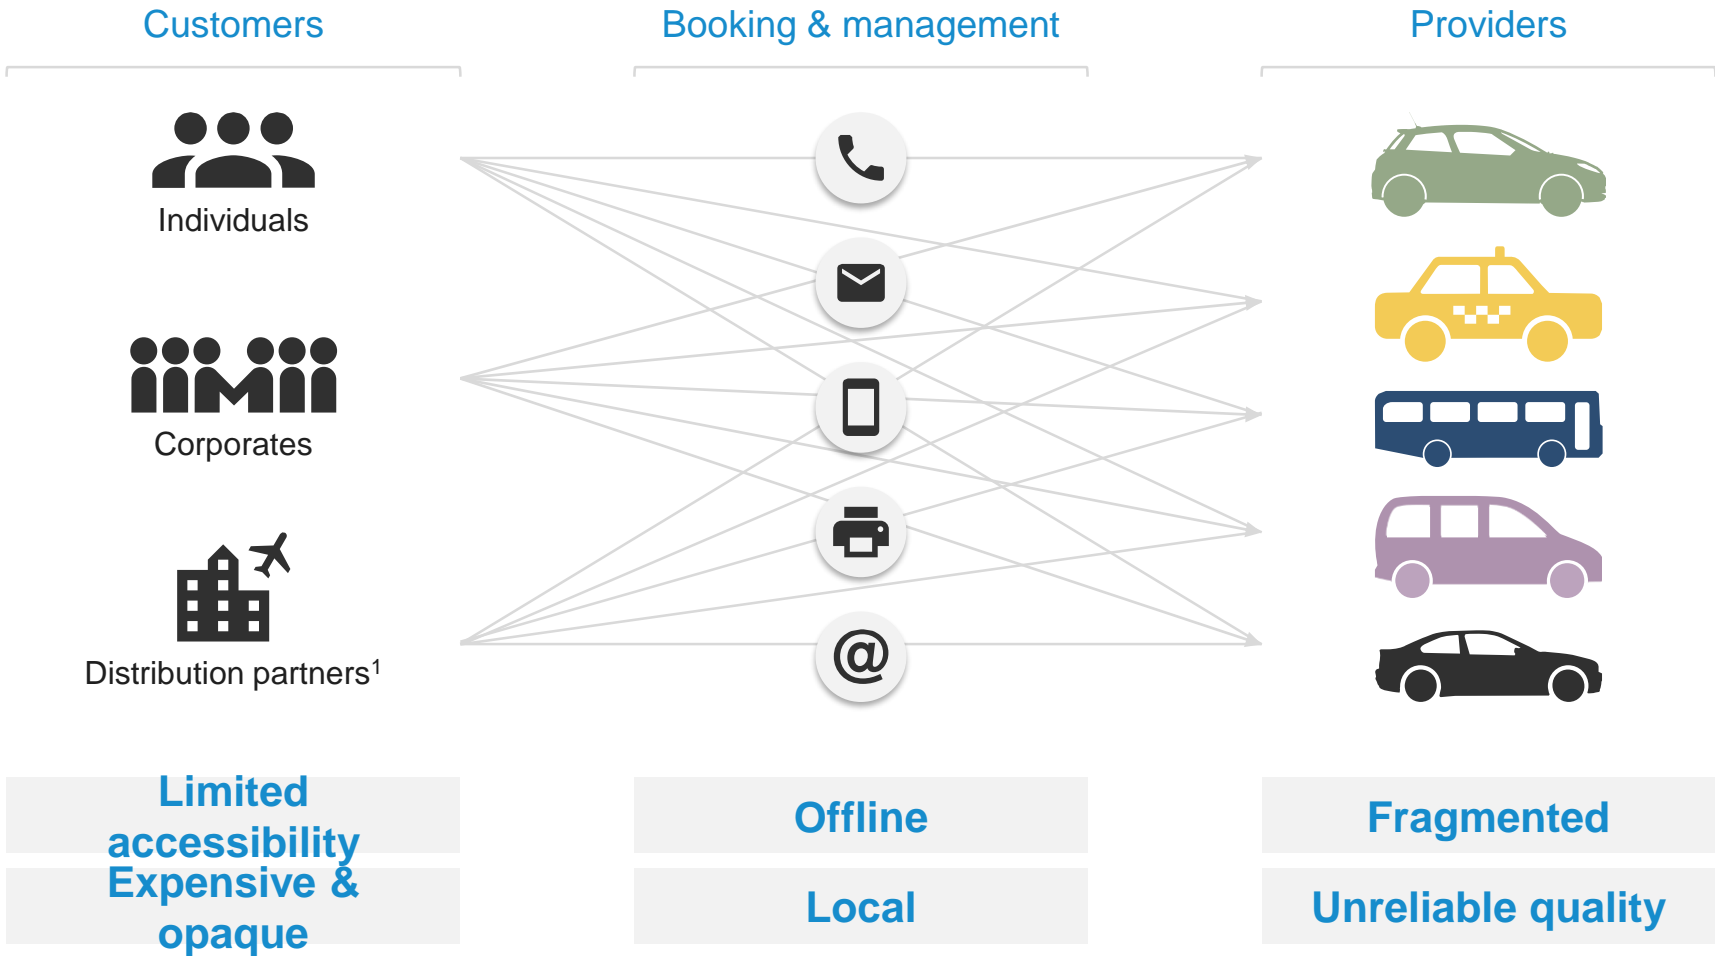 Customers
Booking & management
Providers
Individuals
Corporates
Distribution partners¹
@
Limited
accessibility
Expensive &
opaque
Offline
Local
Fragmented
Unreliable quality